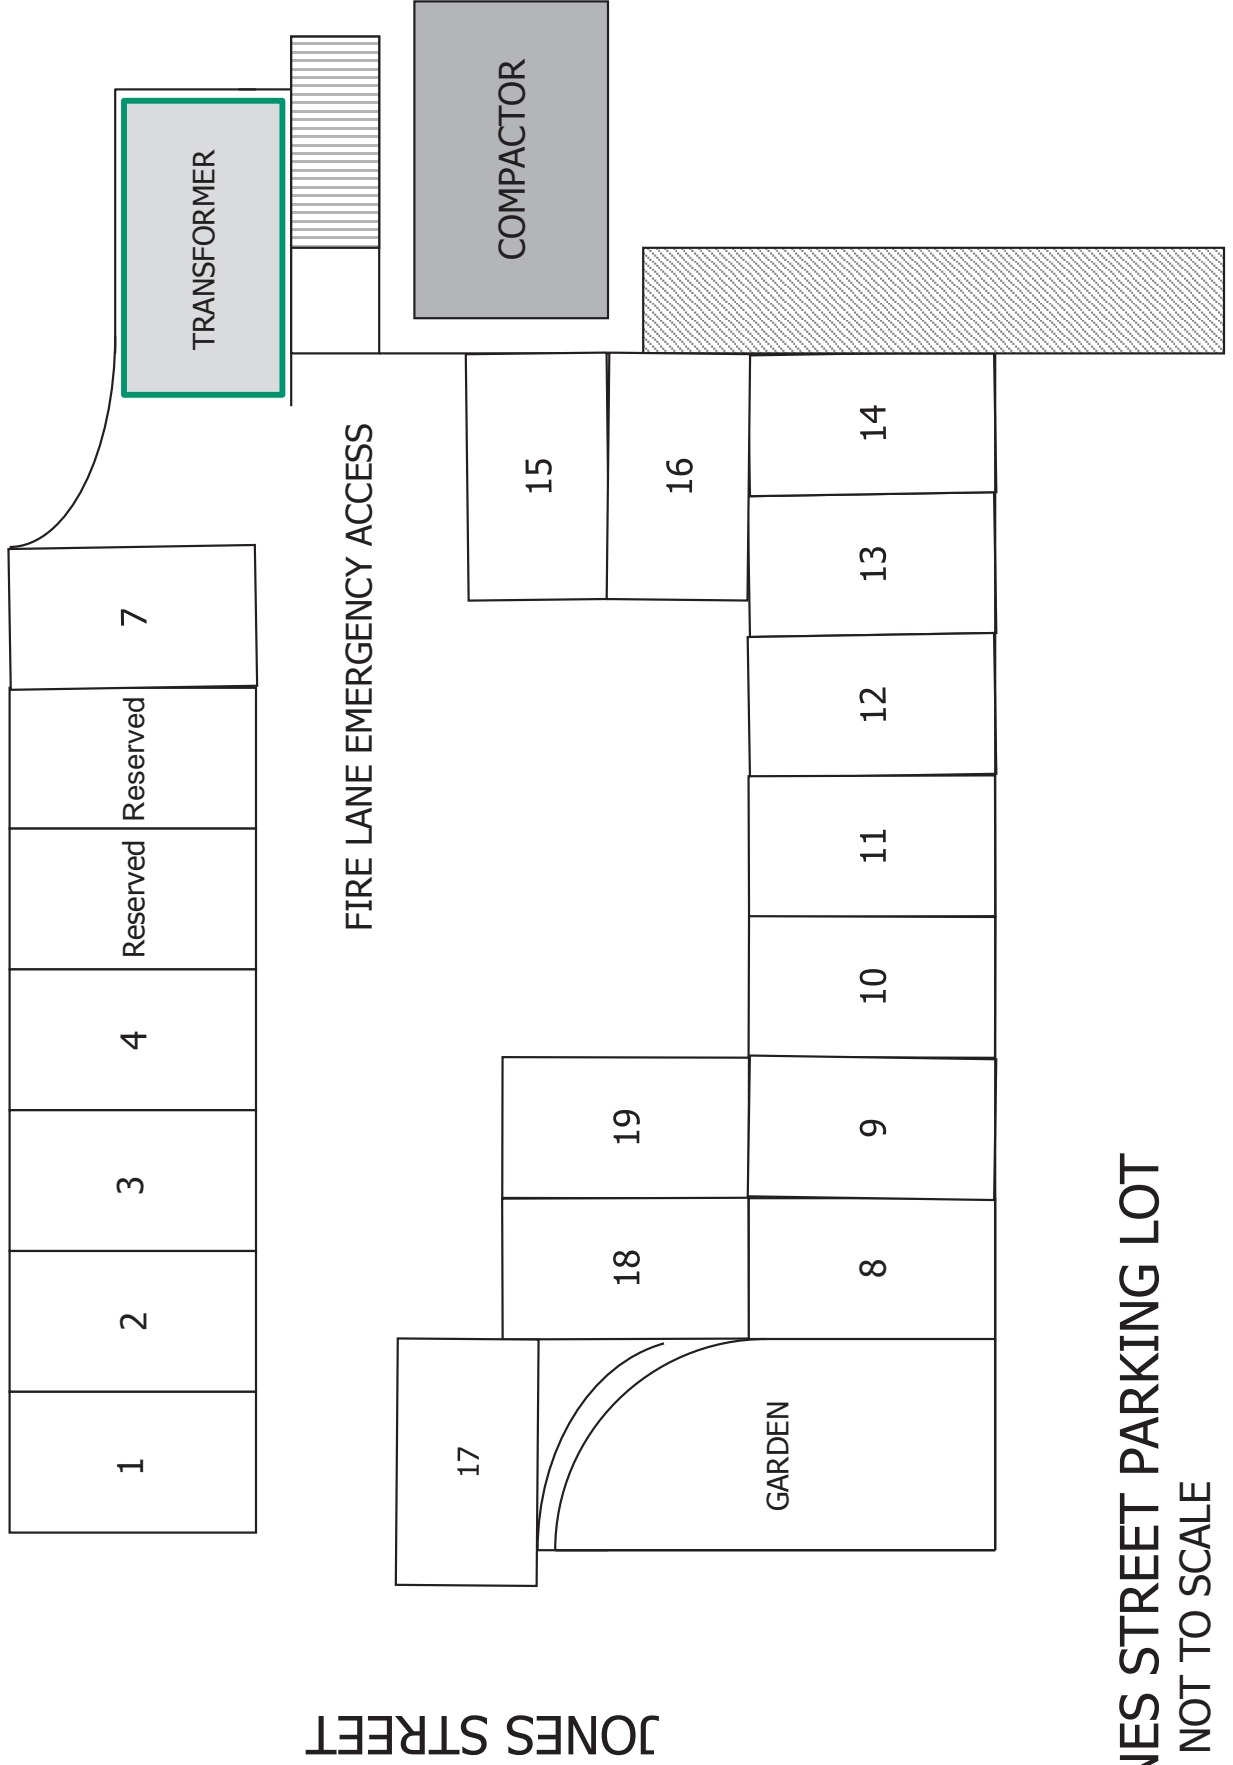 1
2
3
4
Reserved
Reserved
7
TRANSFORMER
FIRE LANE EMERGENCY ACCESS
COMPACTOR
JONES STREET
17
18
19
15
16
GARDEN
8
9
10
11
12
13
14
NES STREET PARKING LOT
NOT TO SCALE